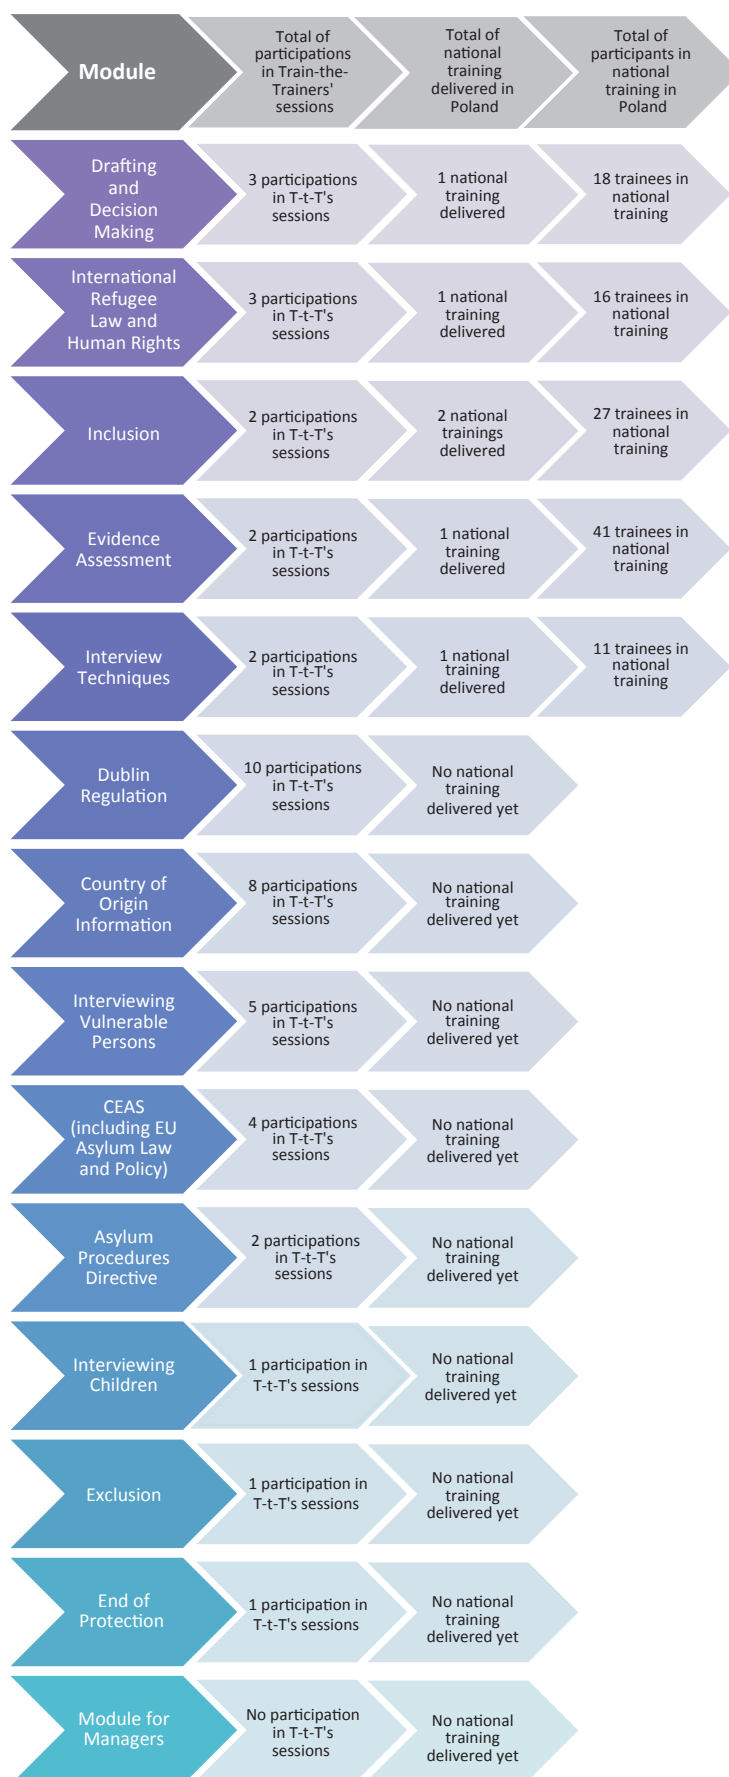 Module
Total of
participations
in Train-the-
Trainers'
sessions
Total of
national
training
delivered in
Poland
Total of
participants in
national
training in
Poland
Drafting
and
Decision
Making
3 participations
in T-t-T's
sessions
1 national
training
delivered
18 trainees in
national
training
International
Refugee
Law and
Human Rights
3 participations
in T-t-T's
sessions
1 national
training
delivered
16 trainees in
national
training
Inclusion
2 participations
in T-t-T's
sessions
2 national
trainings
delivered
27 trainees in
national
training
Evidence
Assessment
2 participations
in T-t-T's
sessions
1 national
training
delivered
41 trainees in
national
training
Interview
Techniques
2 participations
in T-t-T's
sessions
1 national
training
delivered
11 trainees in
national
training
Dublin
Regulation
10 participations
in T-t-T's
sessions
No national
training
delivered yet
Country of
Origin
Information
8 participations
in T-t-T's
sessions
No national
training
delivered yet
Interviewing
Vulnerable
Persons
5 participations
in T-t-T's
sessions
No national
training
delivered yet
CEAS
(including EU
Asylum Law
and Policy)
4 participations
in T-t-T's
sessions
No national
training
delivered yet
Asylum
Procedures
Directive
2 participations
in T-t-T's
sessions
No national
training
delivered yet
Interviewing
Children
1 participation in
T-t-T's sessions
No national
training
delivered yet
Exclusion
1 participation in
T-t-T's sessions
No national
training
delivered yet
End of
Protection
1 participation in
T-t-T's sessions
No national
training
delivered yet
Module for
Managers
No participation
in T-t-T's
sessions
No national
training
delivered yet